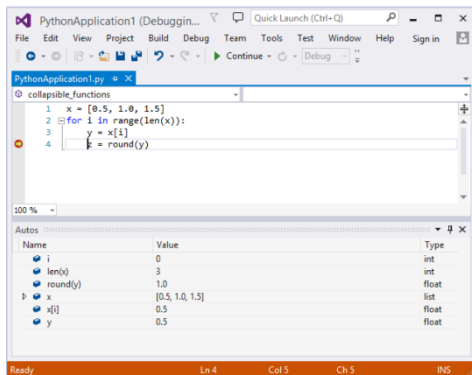 PythonApplication1 (Debuggin...
Quick Launch (Ctrl+Q)
File Edit View Project Build Debug Team Tools Test Window Help Sign in
Continue Debug
PythonApplication1.py
collapsible_functions
1 x = [0.5, 1.0, 1.5]
2 for i in range(len(x)):
3 y = x[i]
4 z = round(y)
100 %
Autos
Name Value Type
i 0 int
len(x) 3 int
round(y) 1.0 float
x [0.5, 1.0, 1.5] list
x[i] 0.5 float
y 0.5 float
Ready Ln 4 Col 5 Ch 5 INS